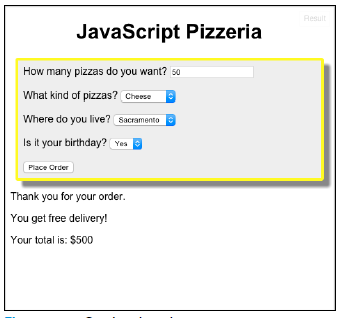 Result
JavaScript Pizzeria
How many pizzas do you want? 50
What kind of pizzas? Cheese
Where do you live? Sacramento
Is it your birthday? Yes
Place Order
Thank you for your order.
You get free delivery!
Your total is: $500